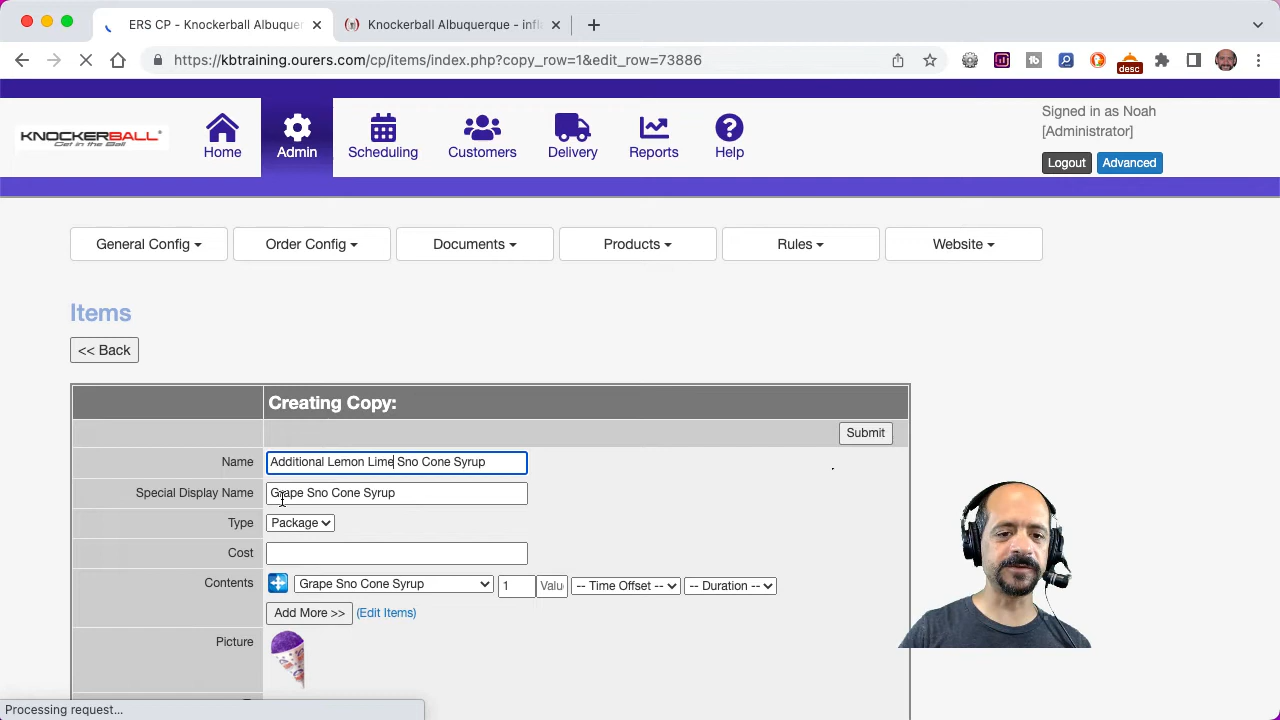 ERS CP - Knockerball Albuquer
Knockerball Albuquerque - infl
https://kbtraining.ourers.com/cp/items/index.php?copy_row=1&edit_row=73886
desc
KNOCKERBALL®
Get in the Ball
Home
Admin
Scheduling
Customers
Delivery
Reports
Help
Signed in as Noah
[Administrator]
Logout
Advanced
General Config
Order Config
Documents
Products
Rules
Website
Items
<< Back
Creating Copy:
Submit
Name
Additional Lemon Lime Sno Cone Syrup
Special Display Name
Grape Sno Cone Syrup
Type
Package
Cost
Contents
Grape Sno Cone Syrup
1
Valu
-- Time Offset --
-- Duration --
Add More >>
(Edit Items)
Picture
Processing request...